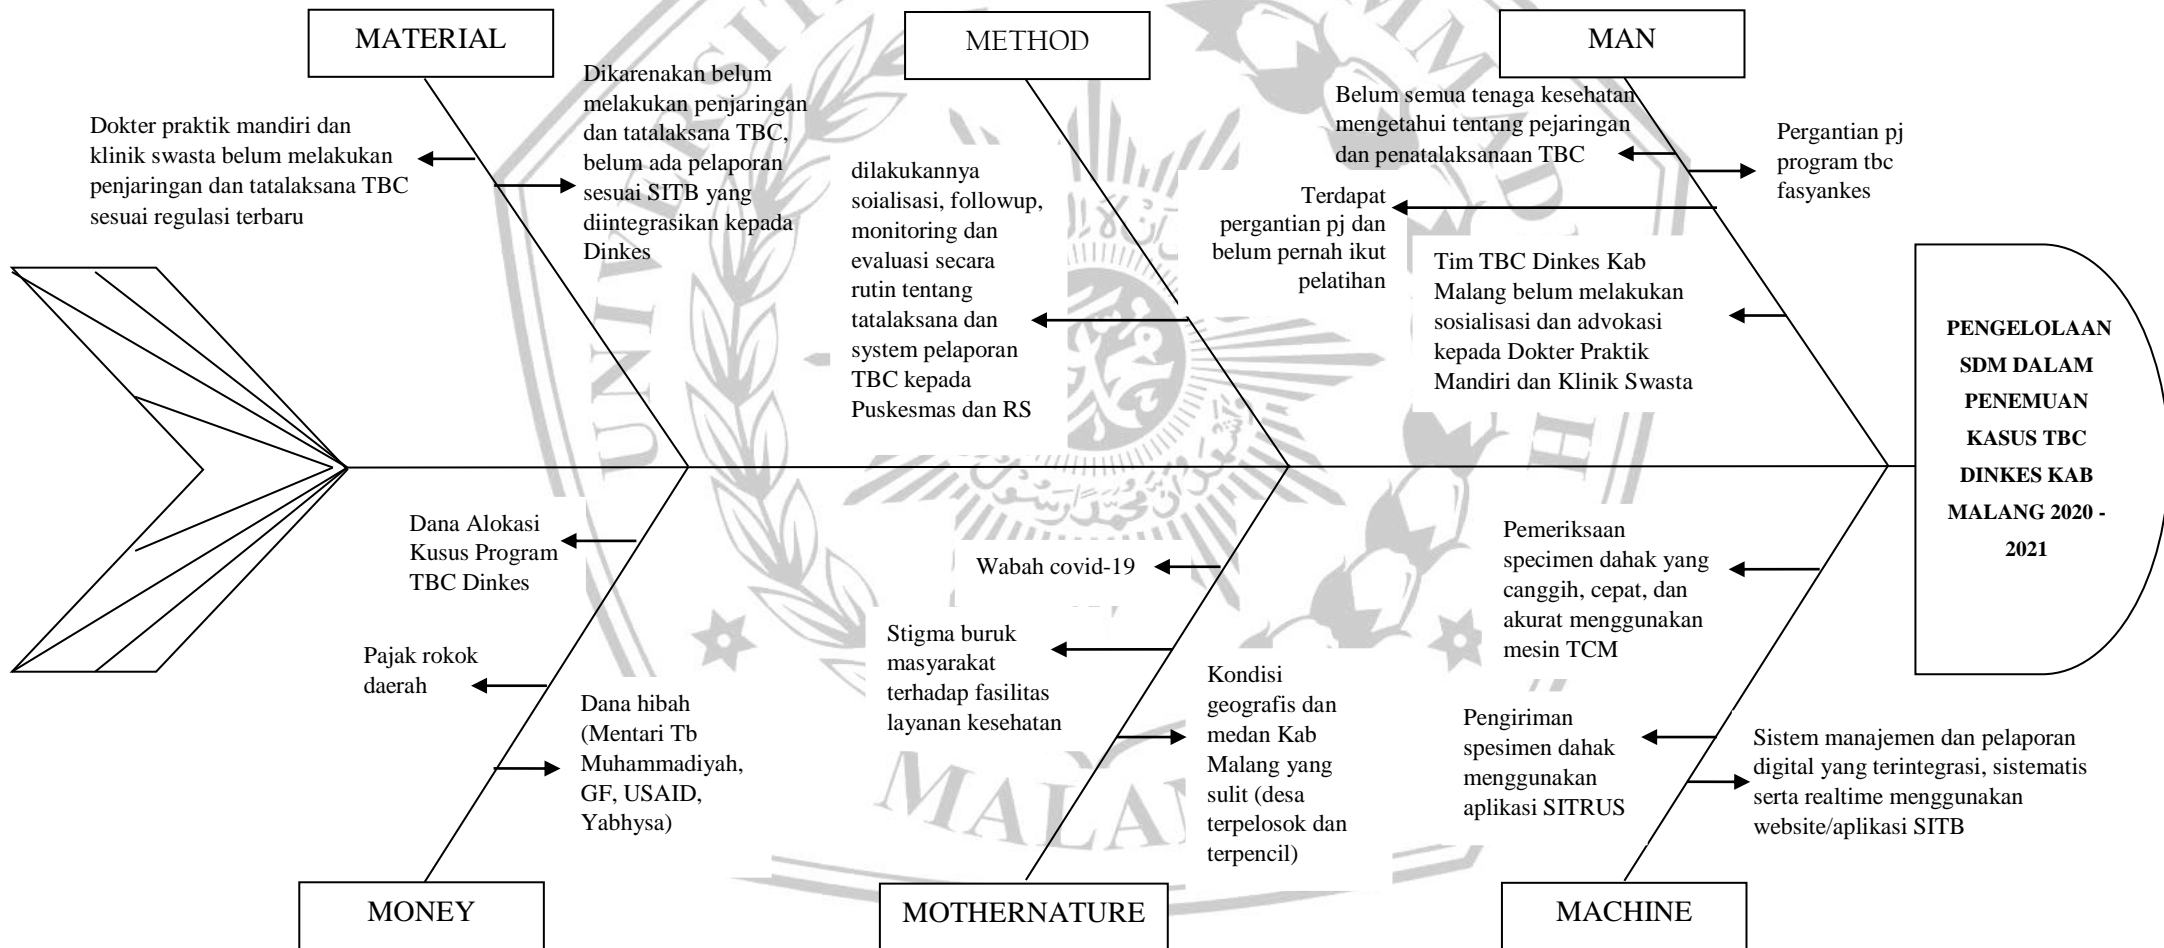 MATERIAL
METHOD
MAN
Dokter praktik mandiri dan
klinik swasta belum melakukan
penjaringan dan tatalaksana TBC
sesuai regulasi terbaru
Dikarenakan belum
melakukan penjaringan
dan tatalaksana TBC,
belum ada pelaporan
sesuai SITB yang
diintegrasikan kepada
Dinkes
dilakukannya
soialisasi, followup,
monitoring dan
evaluasi secara
rutin tentang
tatalaksana dan
system pelaporan
TBC kepada
Puskesmas dan RS
Belum semua tenaga kesehatan
mengetahui tentang pejaringan
dan penatalaksanaan TBC
Pergantian pj
program tbc
fasyankes
Terdapat
pergantian pj dan
belum pernah ikut
pelatihan
Tim TBC Dinkes Kab
Malang belum melakukan
sosialisasi dan advokasi
kepada Dokter Praktik
Mandiri dan Klinik Swasta
PENGELOLAAN
SDM DALAM
PENEMUAN
KASUS TBC
DINKES KAB
MALANG 2020 -
2021
Dana Alokasi
Kusus Program
TBC Dinkes
Pajak rokok
daerah
Dana hibah
(Mentari Tb
Muhammadiyah,
GF, USAID,
Yabhysa)
Wabah covid-19
Stigma buruk
masyarakat
terhadap fasilitas
layanan kesehatan
Kondisi
geografis dan
medan Kab
Malang yang
sulit (desa
terpelosok dan
terpencil)
Pemeriksaan
specimen dahak yang
canggih, cepat, dan
akurat menggunakan
mesin TCM
Pengiriman
spesimen dahak
menggunakan
aplikasi SITRUS
Sistem manajemen dan pelaporan
digital yang terintegrasi, sistematis
serta realtime menggunakan
website/aplikasi SITB
MONEY
MOTHERNATURE
MACHINE